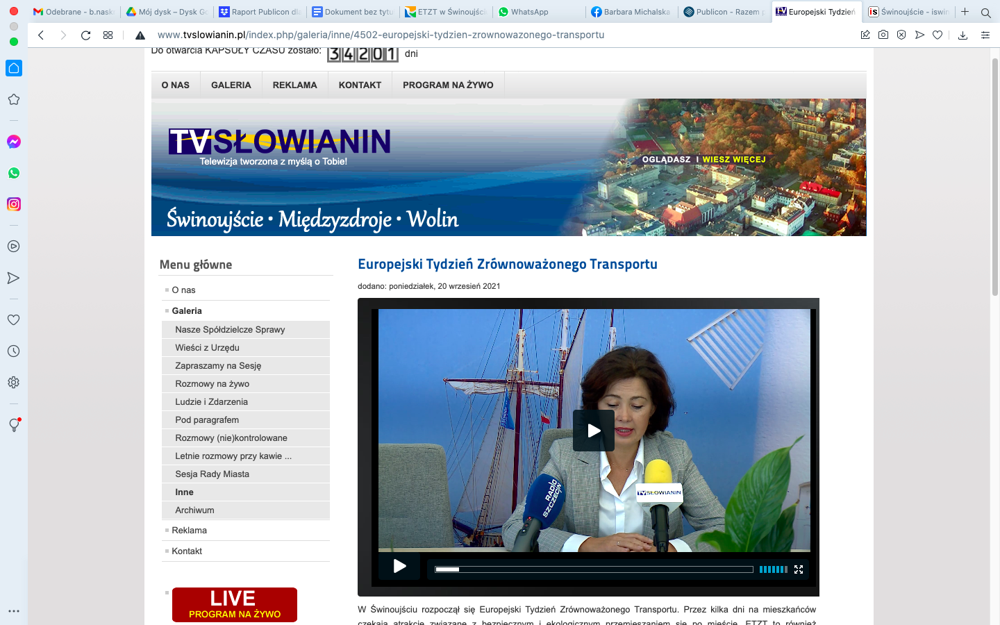 Odebrane - b.nask
Mój dysk – Dysk Go
Raport Publicon dla
Dokument bez tytu
ETZT w Świnoujści
WhatsApp
Barbara Michalska
Publicon - Razem p
Europejski Tydzień
Świnoujście - iswin
www.tvslowianin.pl/index.php/galeria/inne/4502-europejski-tydzien-zrownowazonego-transportu
Do otwarcia KAPSUŁY CZASU zostało: 34201 dni
O NAS GALERIA REKLAMA KONTAKT PROGRAM NA ŻYWO
TVSŁOWIANIN
Telewizja tworzona z myślą o Tobie!
OGLĄDASZ I WIESZ WIĘCEJ
Świnoujście • Międzyzdroje • Wolin
Menu główne
O nas
Galeria
Nasze Spółdzielcze Sprawy
Wieści z Urzędu
Zapraszamy na Sesję
Rozmowy na żywo
Ludzie i Zdarzenia
Pod paragrafem
Rozmowy (nie)kontrolowane
Letnie rozmowy przy kawie ...
Sesja Rady Miasta
Inne
Archiwum
Reklama
Kontakt
LIVE
PROGRAM NA ŻYWO
Europejski Tydzień Zrównoważonego Transportu
dodano: poniedziałek, 20 wrzesień 2021
RADIO
SZCZECIN
TVSŁOWIANIN
W Świnoujściu rozpoczął się Europejski Tydzień Zrównoważonego Transportu. Przez kilka dni na mieszkańców
czekają atrakcje związane z bezpiecznym i ekologicznym przemieszaniem się po mieście. ETZT to również